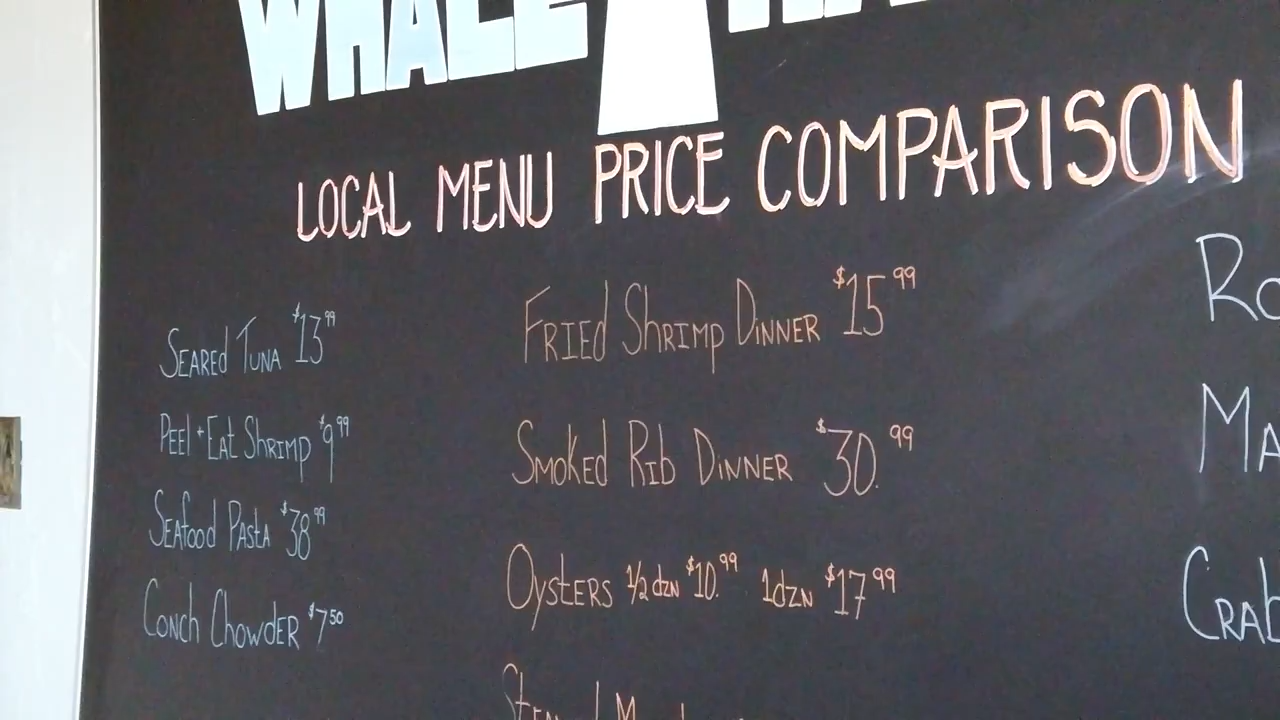 WHALE
LOCAL MENU PRICE COMPARISON
SEARED TUNA $13.99
PEEL + EAT SHRIMP $9.99
SEAFOOD PASTA $38.99
CONCH CHOWDER $7.50
FRIED SHRIMP DINNER $15.99
SMOKED RIB DINNER $30.99
OYSTERS 1/2 dzn $10.99 1dzn $17.99